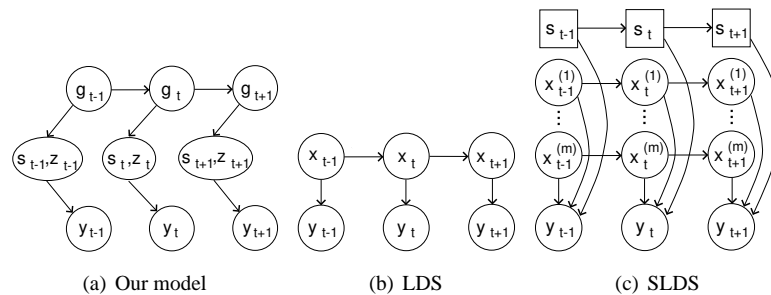 g t-1 g t g t+1
s t-1, z t-1 s t, z t s t+1, z t+1
y t-1 y t y t+1
(a) Our model
x t-1 x t x t+1
y t-1 y t y t+1
(b) LDS
s t-1 s t s t+1
x (1) t-1 x (1) t x (1) t+1
⋮ ⋮ ⋮
x (m) t-1 x (m) t x (m) t+1
y t-1 y t y t+1
(c) SLDS